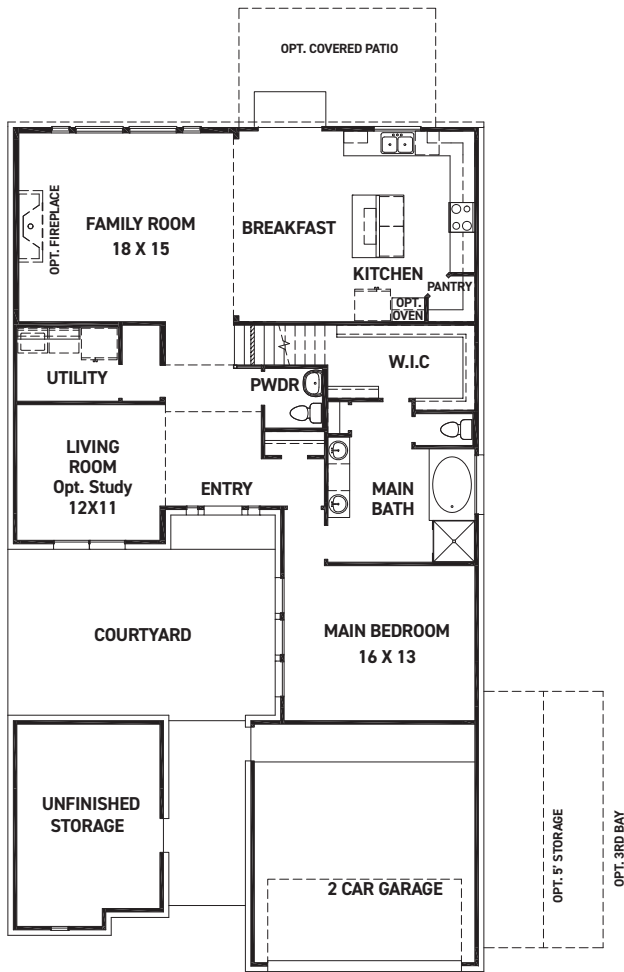 OPT. COVERED PATIO
OPT. FIREPLACE
FAMILY ROOM
18 X 15
BREAKFAST
KITCHEN
PANTRY
OPT.
OVEN
UTILITY
PWDR
W.I.C
LIVING
ROOM
Opt. Study
12X11
ENTRY
MAIN
BATH
COURTYARD
MAIN BEDROOM
16 X 13
UNFINISHED
STORAGE
2 CAR GARAGE
OPT. 5' STORAGE
OPT. 3RD BAY